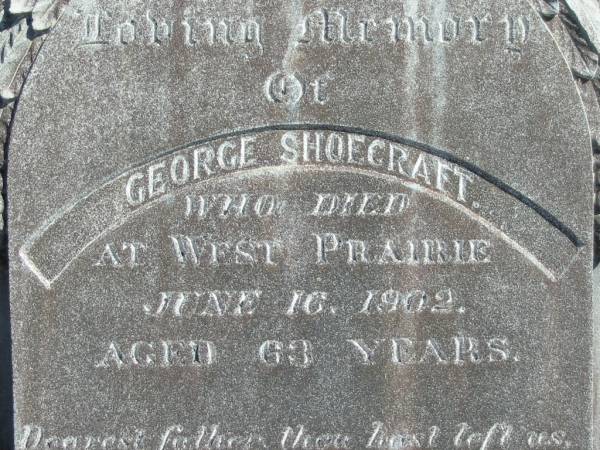 Loving Memory
Of
GEORGE SHOECRAFT.
WHO DIED
AT WEST PRAIRIE
JUNE 16. 1902.
AGED 63 YEARS.
Dearest father, thou hast left us,